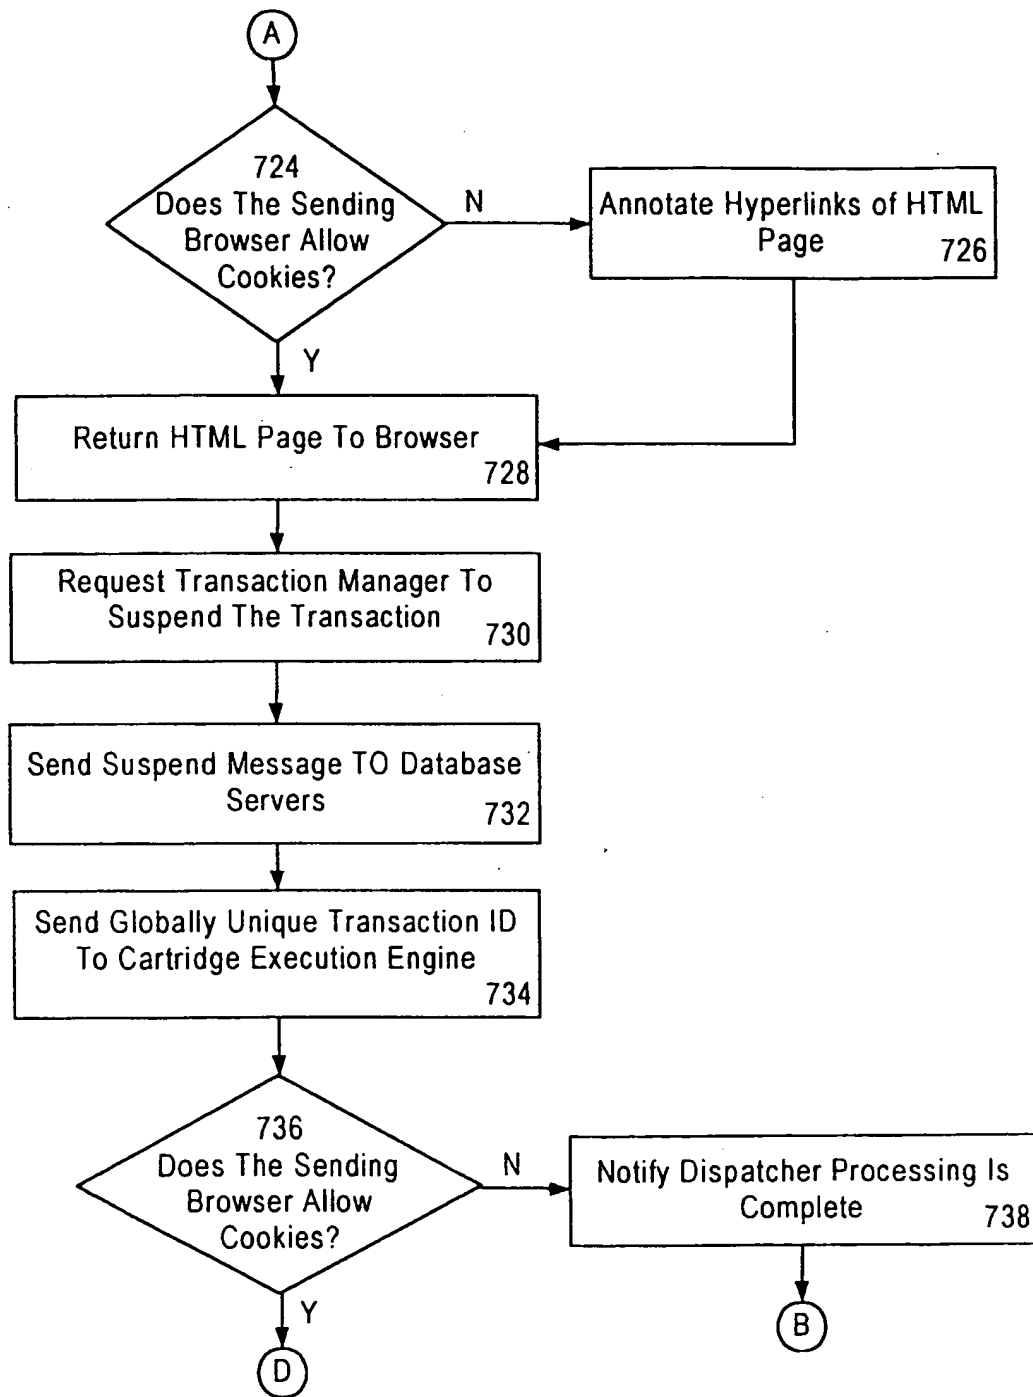 A
724
Does The Sending
Browser Allow
Cookies?
N
Annotate Hyperlinks of HTML
Page
726
Y
Return HTML Page To Browser
728
Request Transaction Manager To
Suspend The Transaction
730
Send Suspend Message TO Database
Servers
732
Send Globally Unique Transaction ID
To Cartridge Execution Engine
734
736
Does The Sending
Browser Allow
Cookies?
N
Notify Dispatcher Processing Is
Complete
738
Y
B
D